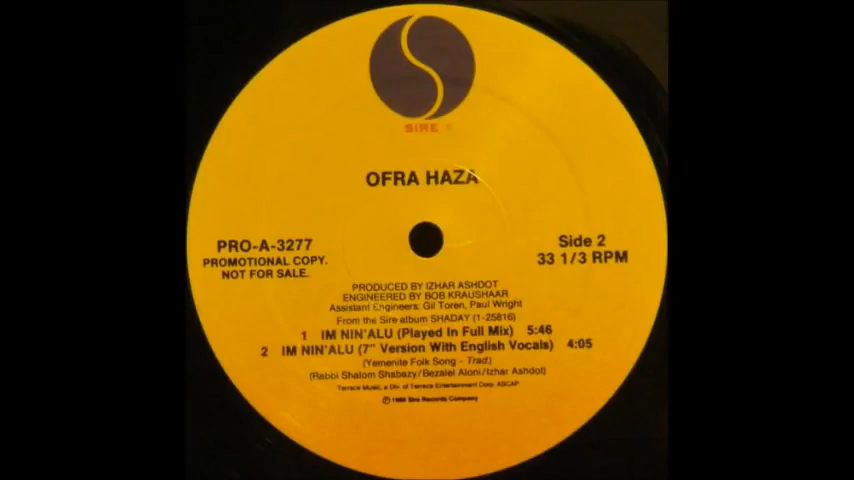 SIRE ®
OFRA HAZA
PRO-A-3277
PROMOTIONAL COPY.
NOT FOR SALE.
Side 2
33 1/3 RPM
PRODUCED BY IZHAR ASHDOT
ENGINEERED BY BOB KRAUSHAAR
Assistant Engineers: Gil Toren, Paul Wright
From the Sire album SHADAY (1-25816)
1 IM NIN'ALU (Played In Full Mix) 5:46
2 IM NIN'ALU (7" Version With English Vocals) 4:05
(Yemenite Folk Song - Trad)
(Rabbi Shalom Shabazy/Bezalel Aloni/Izhar Ashdot)
Terrace Music, a Div. of Terrace Entertainment Corp. ASCAP
℗ 1988 Sire Records Company